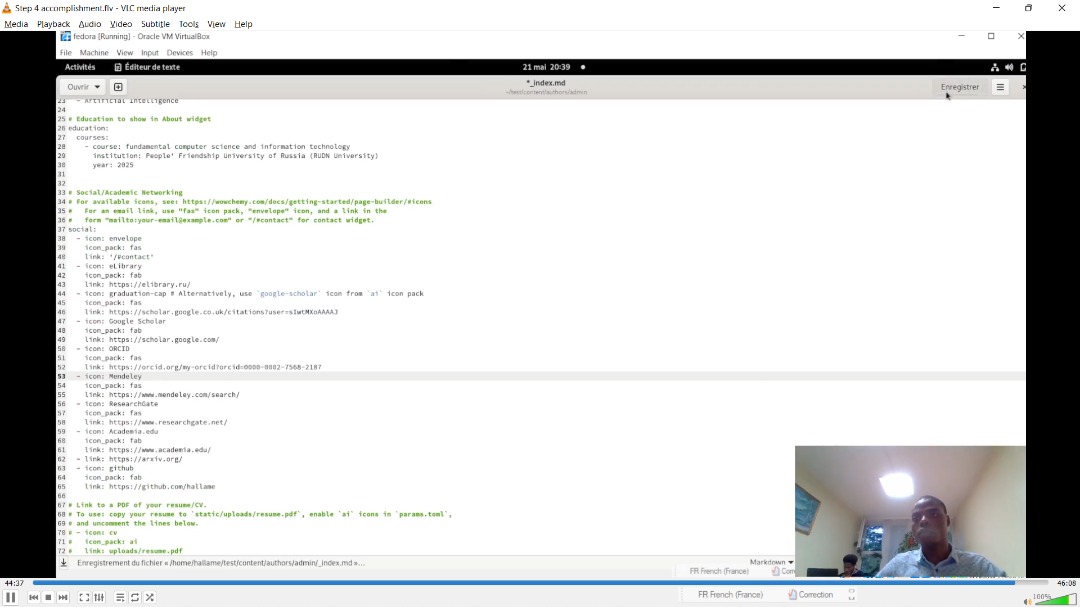 Step 4 accomplishment.flv - VLC media player
Media Playback Audio Video Subtitle Tools View Help
fedora [Running] - Oracle VM VirtualBox
File Machine View Input Devices Help
Activités Éditeur de texte 21 mai 20:39
Ouvrir *_index.md Enregistrer
~/test/content/authors/admin
23 - Artificial Intelligence
24
25 # Education to show in About widget
26 education:
27 courses:
28 - course: fundamental computer science and information technology
29 institution: People' Friendship University of Russia (RUDN University)
30 year: 2025
31
32
33 # Social/Academic Networking
34 # For available icons, see: https://wowchemy.com/docs/getting-started/page-builder/#icons
35 # For an email link, use "fas" icon pack, "envelope" icon, and a link in the
36 # form "mailto:your-email@example.com" or "/#contact" for contact widget.
37 social:
38 - icon: envelope
39 icon_pack: fas
40 link: '/#contact'
41 - icon: eLibrary
42 icon_pack: fab
43 link: https://elibrary.ru/
44 - icon: graduation-cap # Alternatively, use `google-scholar` icon from `ai` icon pack
45 icon_pack: fas
46 link: https://scholar.google.co.uk/citations?user=sIwtMXoAAAAJ
47 - icon: Google Scholar
48 icon_pack: fab
49 link: https://scholar.google.com/
50 - icon: ORCID
51 icon_pack: fas
52 link: https://orcid.org/my-orcid?orcid=0000-0002-7568-2187
53 - icon: Mendeley
54 icon_pack: fas
55 link: https://www.mendeley.com/search/
56 - icon: ResearchGate
57 icon_pack: fas
58 link: https://www.researchgate.net/
59 - icon: Academia.edu
60 icon_pack: fab
61 link: https://www.academia.edu/
62 - link: https://arxiv.org/
63 - icon: github
64 icon_pack: fab
65 link: https://github.com/hallame
66
67 # Link to a PDF of your resume/CV.
68 # To use: copy your resume to `static/uploads/resume.pdf`, enable `ai` icons in `params.toml`,
69 # and uncomment the lines below.
70 # - icon: cv
71 # icon_pack: ai
72 # link: uploads/resume.pdf
Enregistrement du fichier « /home/hallame/test/content/authors/admin/_index.md »... Markdown
FR French (France) Com
44:37 46:08
FR French (France) Correction 100%